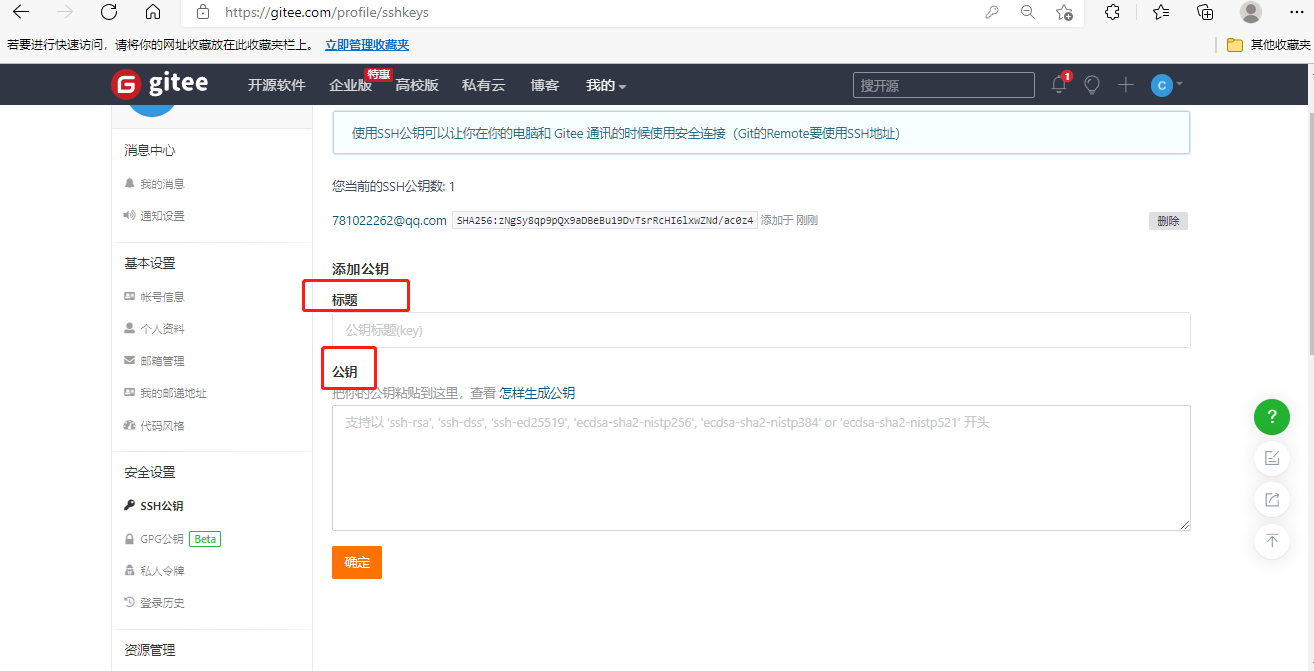 https://gitee.com/profile/sshkeys
若要进行快速访问，请将你的网址收藏放在此收藏夹栏上。 立即管理收藏夹
其他收藏夹
gitee 开源软件 企业版 特惠 高校版 私有云 博客 我的 搜开源 1 C
使用SSH公钥可以让你在你的电脑和 Gitee 通讯的时候使用安全连接（Git的Remote要使用SSH地址）
消息中心
我的消息
通知设置
基本设置
帐号信息
个人资料
邮箱管理
我的邮递地址
代码风格
安全设置
SSH公钥
GPG公钥 Beta
私人令牌
登录历史
资源管理
您当前的SSH公钥数: 1
781022262@qq.com SHA256:zNgSy8qp9pQx9aDBeBu19DvTsrRcHI6lxwZNd/ac0z4 添加于 刚刚 删除
添加公钥
标题
公钥标题(key)
公钥
把你的公钥粘贴到这里，查看 怎样生成公钥
支持以 'ssh-rsa', 'ssh-dss', 'ssh-ed25519', 'ecdsa-sha2-nistp256', 'ecdsa-sha2-nistp384' or 'ecdsa-sha2-nistp521' 开头
确定
?